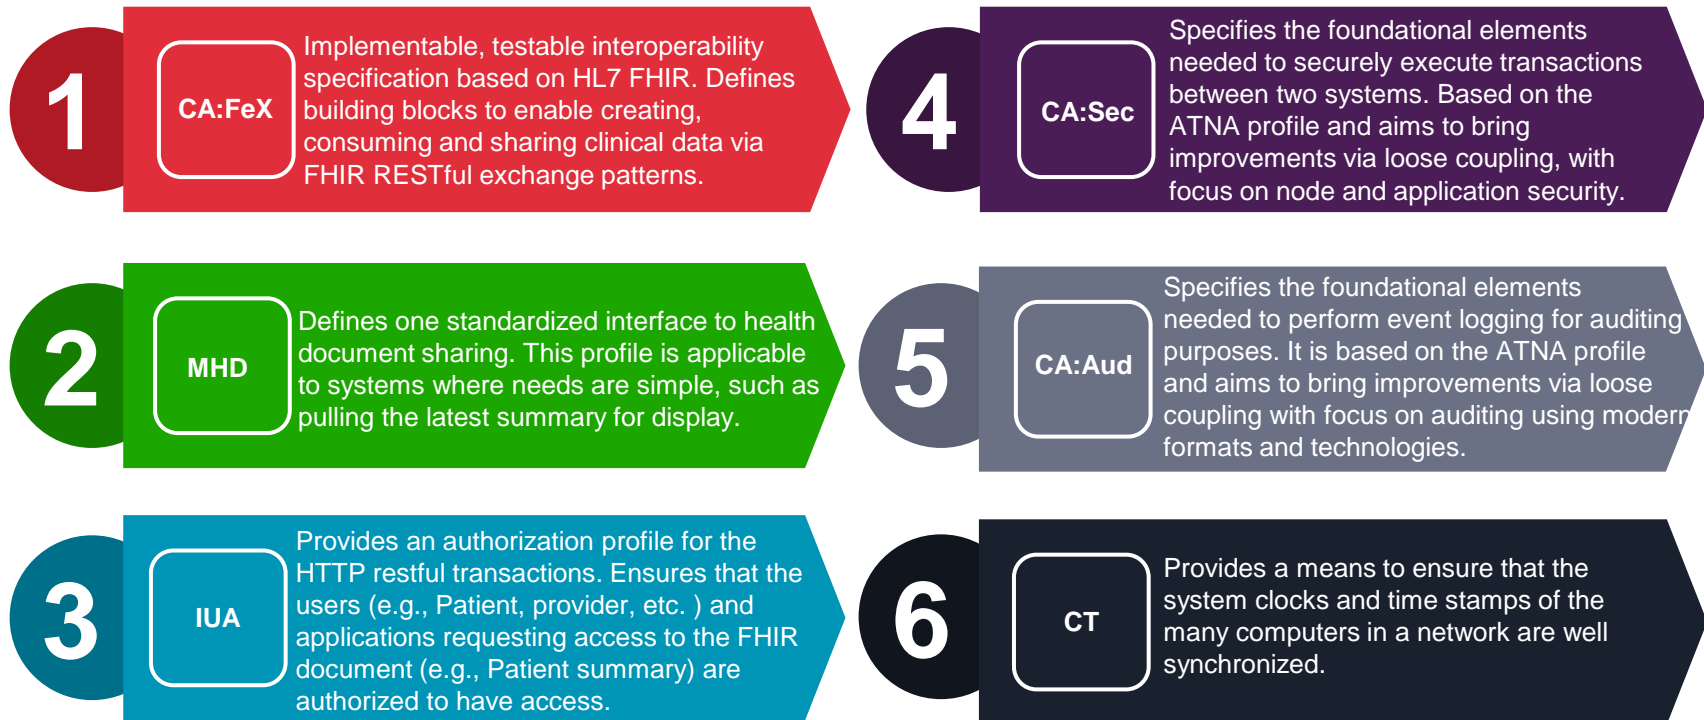 1
CA:FeX
Implementable, testable interoperability
specification based on HL7 FHIR. Defines
building blocks to enable creating,
consuming and sharing clinical data via
FHIR RESTful exchange patterns.
2
MHD
Defines one standardized interface to health
document sharing. This profile is applicable
to systems where needs are simple, such as
pulling the latest summary for display.
3
IUA
Provides an authorization profile for the
HTTP restful transactions. Ensures that the
users (e.g., Patient, provider, etc. ) and
applications requesting access to the FHIR
document (e.g., Patient summary) are
authorized to have access.
4
CA:Sec
Specifies the foundational elements
needed to securely execute transactions
between two systems. Based on the
ATNA profile and aims to bring
improvements via loose coupling, with
focus on node and application security.
5
CA:Aud
Specifies the foundational elements
needed to perform event logging for auditing
purposes. It is based on the ATNA profile
and aims to bring improvements via loose
coupling with focus on auditing using modern
formats and technologies.
6
CT
Provides a means to ensure that the
system clocks and time stamps of the
many computers in a network are well
synchronized.